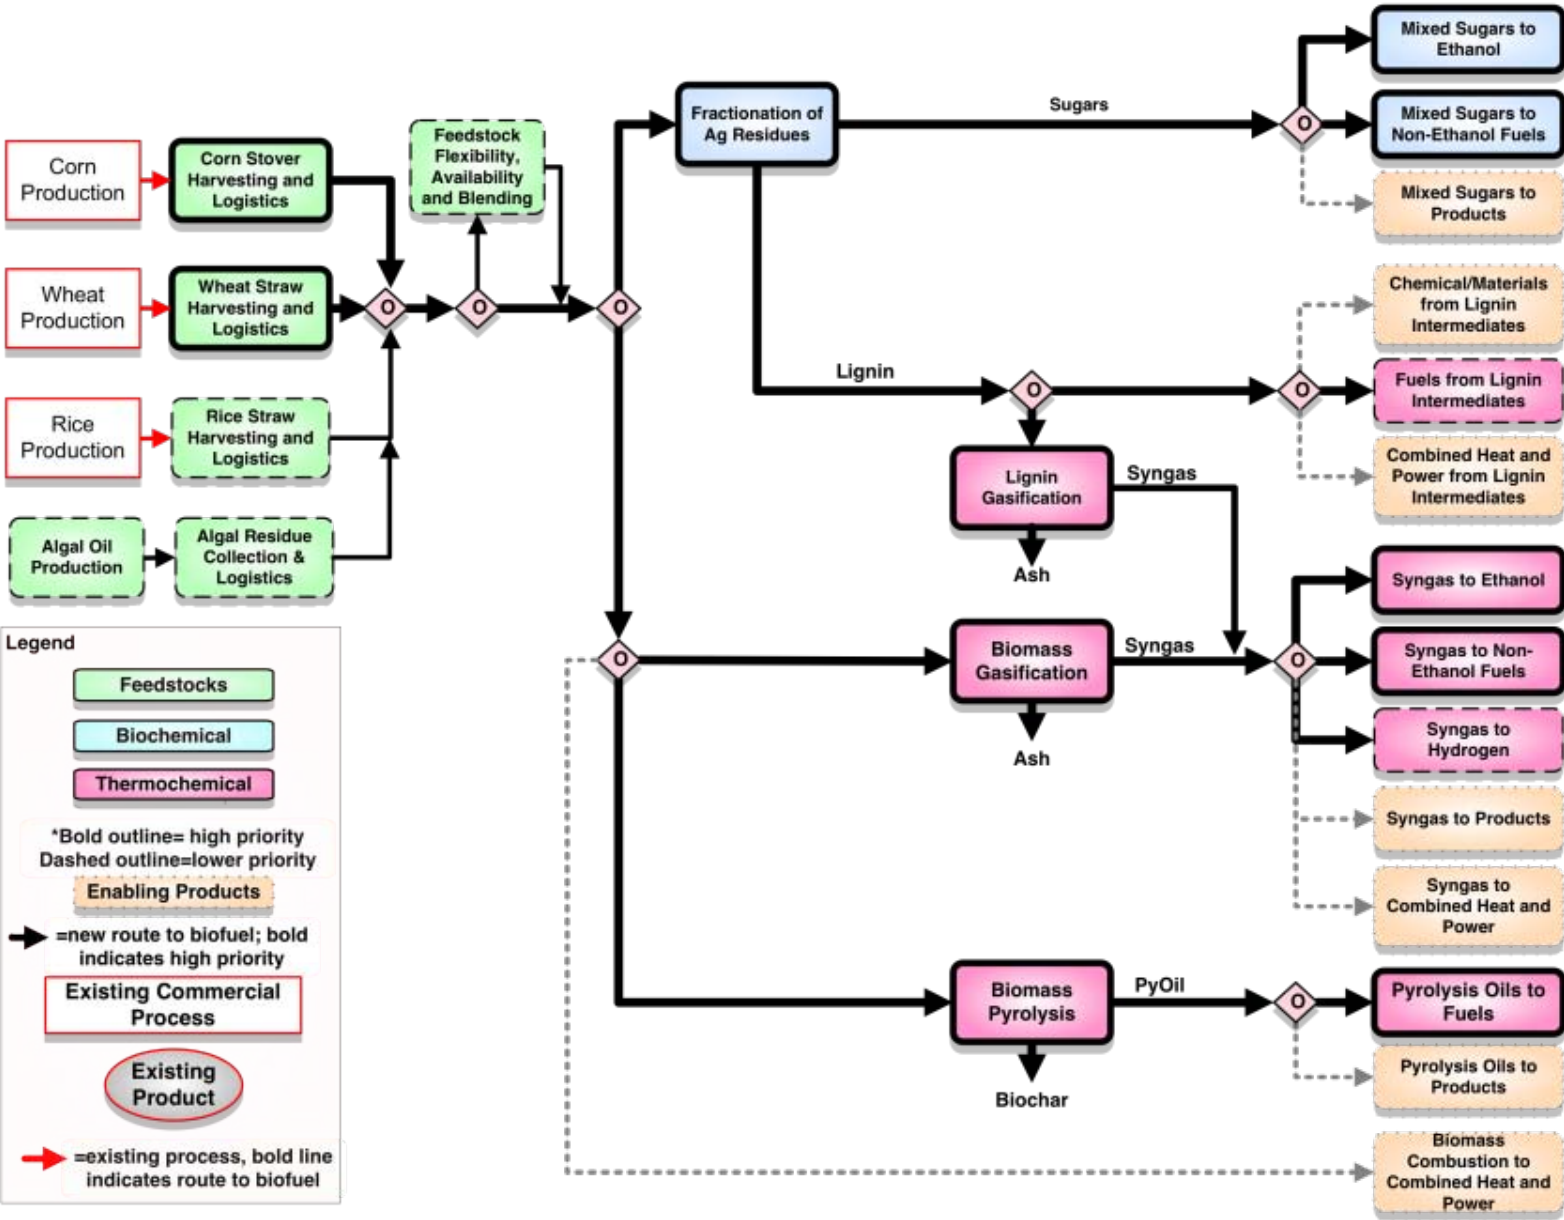 Corn
Production
Corn Stover
Harvesting and
Logistics
Feedstock
Flexibility,
Availability
and Blending
Wheat
Production
Wheat Straw
Harvesting and
Logistics
O
O
O
Rice
Production
Rice Straw
Harvesting and
Logistics
Algal Oil
Production
Algal Residue
Collection &
Logistics
Fractionation of
Ag Residues
Sugars
O
Mixed Sugars to
Ethanol
Mixed Sugars to
Non-Ethanol Fuels
Mixed Sugars to
Products
Lignin
O
O
Chemical/Materials
from Lignin
Intermediates
Fuels from Lignin
Intermediates
Combined Heat and
Power from Lignin
Intermediates
Lignin
Gasification
Syngas
Ash
O
Biomass
Gasification
Syngas
Ash
O
Syngas to Ethanol
Syngas to Non-
Ethanol Fuels
Syngas to
Hydrogen
Syngas to Products
Syngas to
Combined Heat and
Power
Biomass
Pyrolysis
PyOil
Biochar
O
Pyrolysis Oils to
Fuels
Pyrolysis Oils to
Products
Biomass
Combustion to
Combined Heat and
Power
Legend
Feedstocks
Biochemical
Thermochemical
*Bold outline= high priority
Dashed outline=lower priority
Enabling Products
=new route to biofuel; bold
indicates high priority
Existing Commercial
Process
Existing
Product
=existing process, bold line
indicates route to biofuel